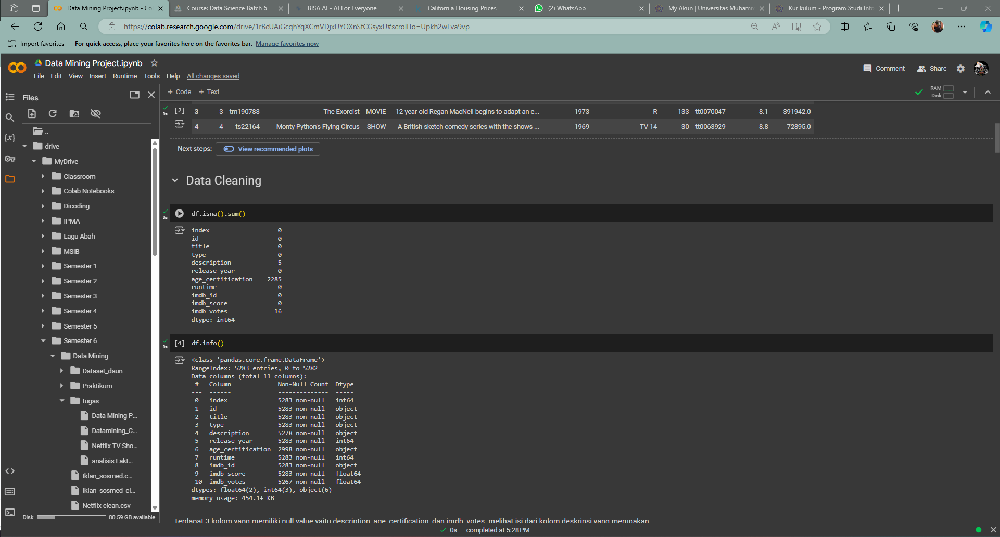 Data Mining Project.ipynb - Co
Course: Data Science Batch 6
BISA AI - AI For Everyone
California Housing Prices
(2) WhatsApp
My Akun | Universitas Muhamm
Kurikulum - Program Studi Info
https://colab.research.google.com/drive/1rBcUAiGcqhYqXCmVDjxUYOXnSfCGsyxU#scrollTo=Upkh2wFva9vp
Import favorites
For quick access, place your favorites here on the favorites bar. Manage favorites now
Data Mining Project.ipynb
File Edit View Insert Runtime Tools Help All changes saved
Comment Share
+ Code + Text
RAM
Disk
Files
..
drive
MyDrive
Classroom
Colab Notebooks
Dicoding
IPMA
Lagu Abah
MSIB
Semester 1
Semester 2
Semester 3
Semester 4
Semester 5
Semester 6
Data Mining
Dataset_daun
Praktikum
tugas
Data Mining P...
Datamining_C...
Netflix TV Sho...
analisis Fakt...
Iklan_sosmed.c...
Iklan_sosmed_cl...
Netflix clean.csv
Disk 80.59 GB available
{x}
0s
[2]
3 3 tm190788 The Exorcist MOVIE 12-year-old Regan MacNeil begins to adapt an e... 1973 R 133 tt0070047 8.1 391942.0
4 4 ts22164 Monty Python's Flying Circus SHOW A British sketch comedy series with the shows ... 1969 TV-14 30 tt0063929 8.8 72895.0
Next steps: View recommended plots
Data Cleaning
0s
df.isna().sum()
index 0
id 0
title 0
type 0
description 5
release_year 0
age_certification 2285
runtime 0
imdb_id 0
imdb_score 0
imdb_votes 16
dtype: int64
0s
[4] df.info()
<class 'pandas.core.frame.DataFrame'>
RangeIndex: 5283 entries, 0 to 5282
Data columns (total 11 columns):
# Column Non-Null Count Dtype
--- ------ -------------- -----
0 index 5283 non-null int64
1 id 5283 non-null object
2 title 5283 non-null object
3 type 5283 non-null object
4 description 5278 non-null object
5 release_year 5283 non-null int64
6 age_certification 2998 non-null object
7 runtime 5283 non-null int64
8 imdb_id 5283 non-null object
9 imdb_score 5283 non-null float64
10 imdb_votes 5267 non-null float64
dtypes: float64(2), int64(3), object(6)
memory usage: 454.1+ KB
Terdapat 3 kolom yang memiliki null value yaitu description, age_certification, dan imdb_votes, melihat isi dari kolom deskripsi yang merupakan
0s completed at 5:28 PM